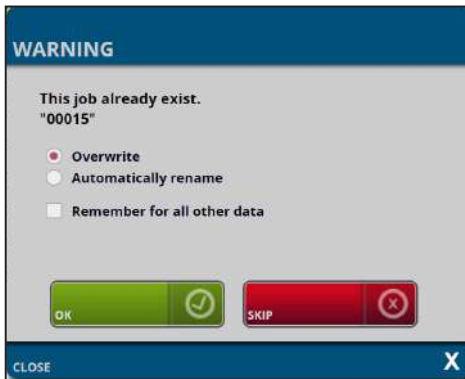 WARNING
This job already exist.
"00015"
Overwrite
Automatically rename
Remember for all other data
OK
SKIP
CLOSE
X